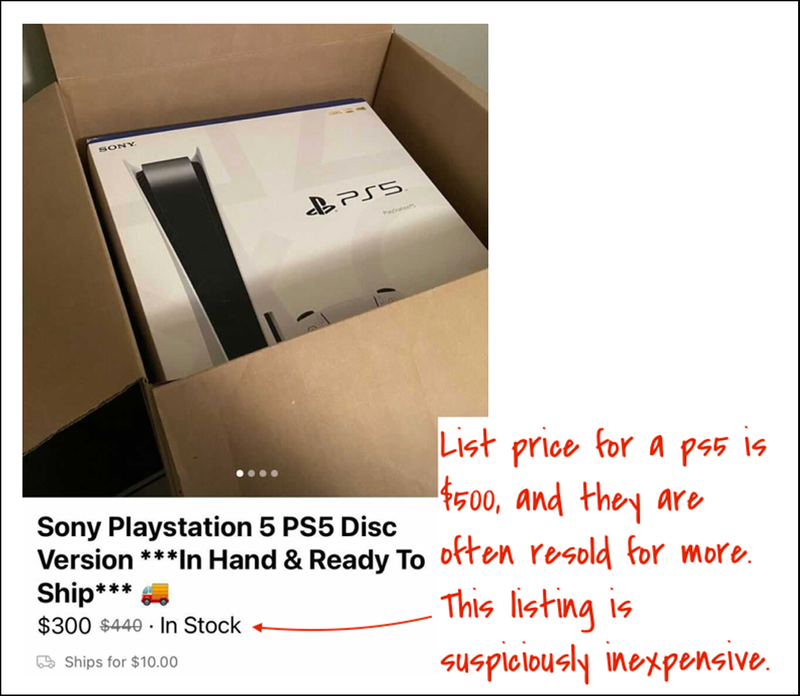 SONY
PS5
PlayStation5
Sony Playstation 5 PS5 Disc
Version ***In Hand & Ready To
Ship*** 🚚
$300 $440 · In Stock
Ships for $10.00
List price for a ps5 is
$500, and they are
often resold for more.
This listing is
suspiciously inexpensive.